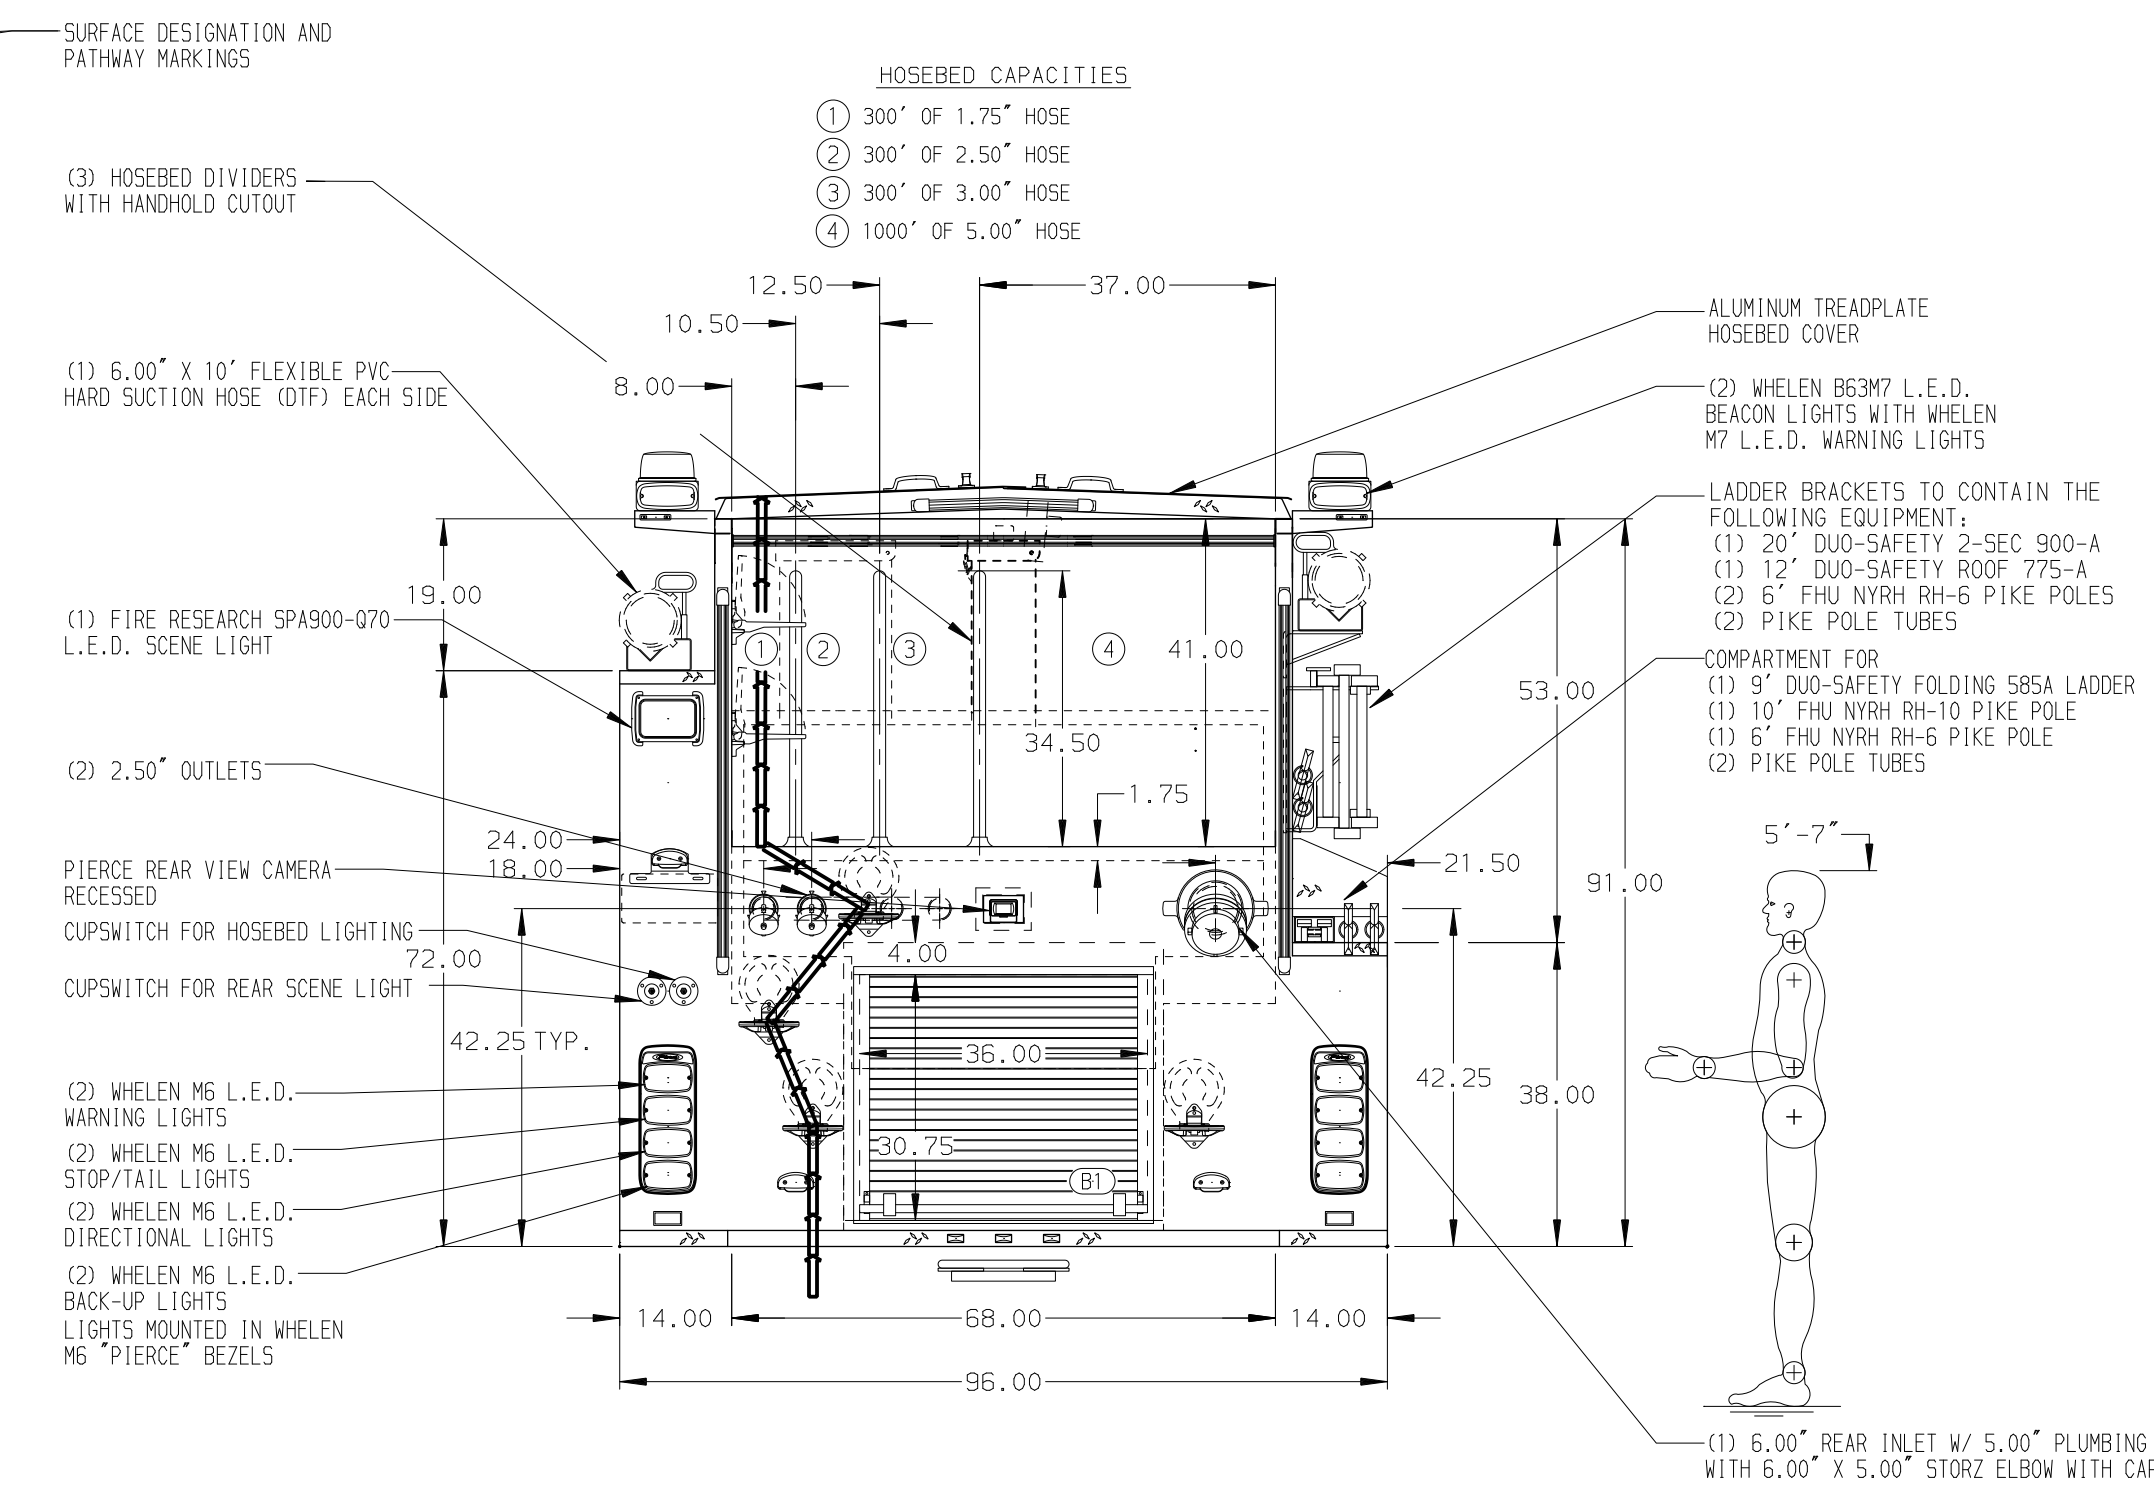 SURFACE DESIGNATION AND
PATHWAY MARKINGS
HOSEBED CAPACITIES
1 300' OF 1.75" HOSE
2 300' OF 2.50" HOSE
3 300' OF 3.00" HOSE
4 1000' OF 5.00" HOSE
(3) HOSEBED DIVIDERS
WITH HANDHOLD CUTOUT
(1) 6.00" X 10' FLEXIBLE PVC
HARD SUCTION HOSE (DTF) EACH SIDE
(1) FIRE RESEARCH SPA900-Q70
L.E.D. SCENE LIGHT
(2) 2.50" OUTLETS
PIERCE REAR VIEW CAMERA
RECESSED
CUPSWITCH FOR HOSEBED LIGHTING
CUPSWITCH FOR REAR SCENE LIGHT
(2) WHELEN M6 L.E.D.
WARNING LIGHTS
(2) WHELEN M6 L.E.D.
STOP/TAIL LIGHTS
(2) WHELEN M6 L.E.D.
DIRECTIONAL LIGHTS
(2) WHELEN M6 L.E.D.
BACK-UP LIGHTS
LIGHTS MOUNTED IN WHELEN
M6 "PIERCE" BEZELS
12.50
37.00
10.50
8.00
19.00
1
2
3
4
41.00
53.00
34.50
1.75
24.00
18.00
21.50
91.00
4.00
72.00
42.25 TYP.
36.00
42.25
38.00
30.75
B1
14.00
68.00
14.00
96.00
ALUMINUM TREADPLATE
HOSEBED COVER
(2) WHELEN B63M7 L.E.D.
BEACON LIGHTS WITH WHELEN
M7 L.E.D. WARNING LIGHTS
LADDER BRACKETS TO CONTAIN THE
FOLLOWING EQUIPMENT:
(1) 20' DUO-SAFETY 2-SEC 900-A
(1) 12' DUO-SAFETY ROOF 775-A
(2) 6' FHU NYRH RH-6 PIKE POLES
(2) PIKE POLE TUBES
COMPARTMENT FOR
(1) 9' DUO-SAFETY FOLDING 585A LADDER
(1) 10' FHU NYRH RH-10 PIKE POLE
(1) 6' FHU NYRH RH-6 PIKE POLE
(2) PIKE POLE TUBES
5'-7"
(1) 6.00" REAR INLET W/ 5.00" PLUMBING
WITH 6.00" X 5.00" STORZ ELBOW WITH CAP